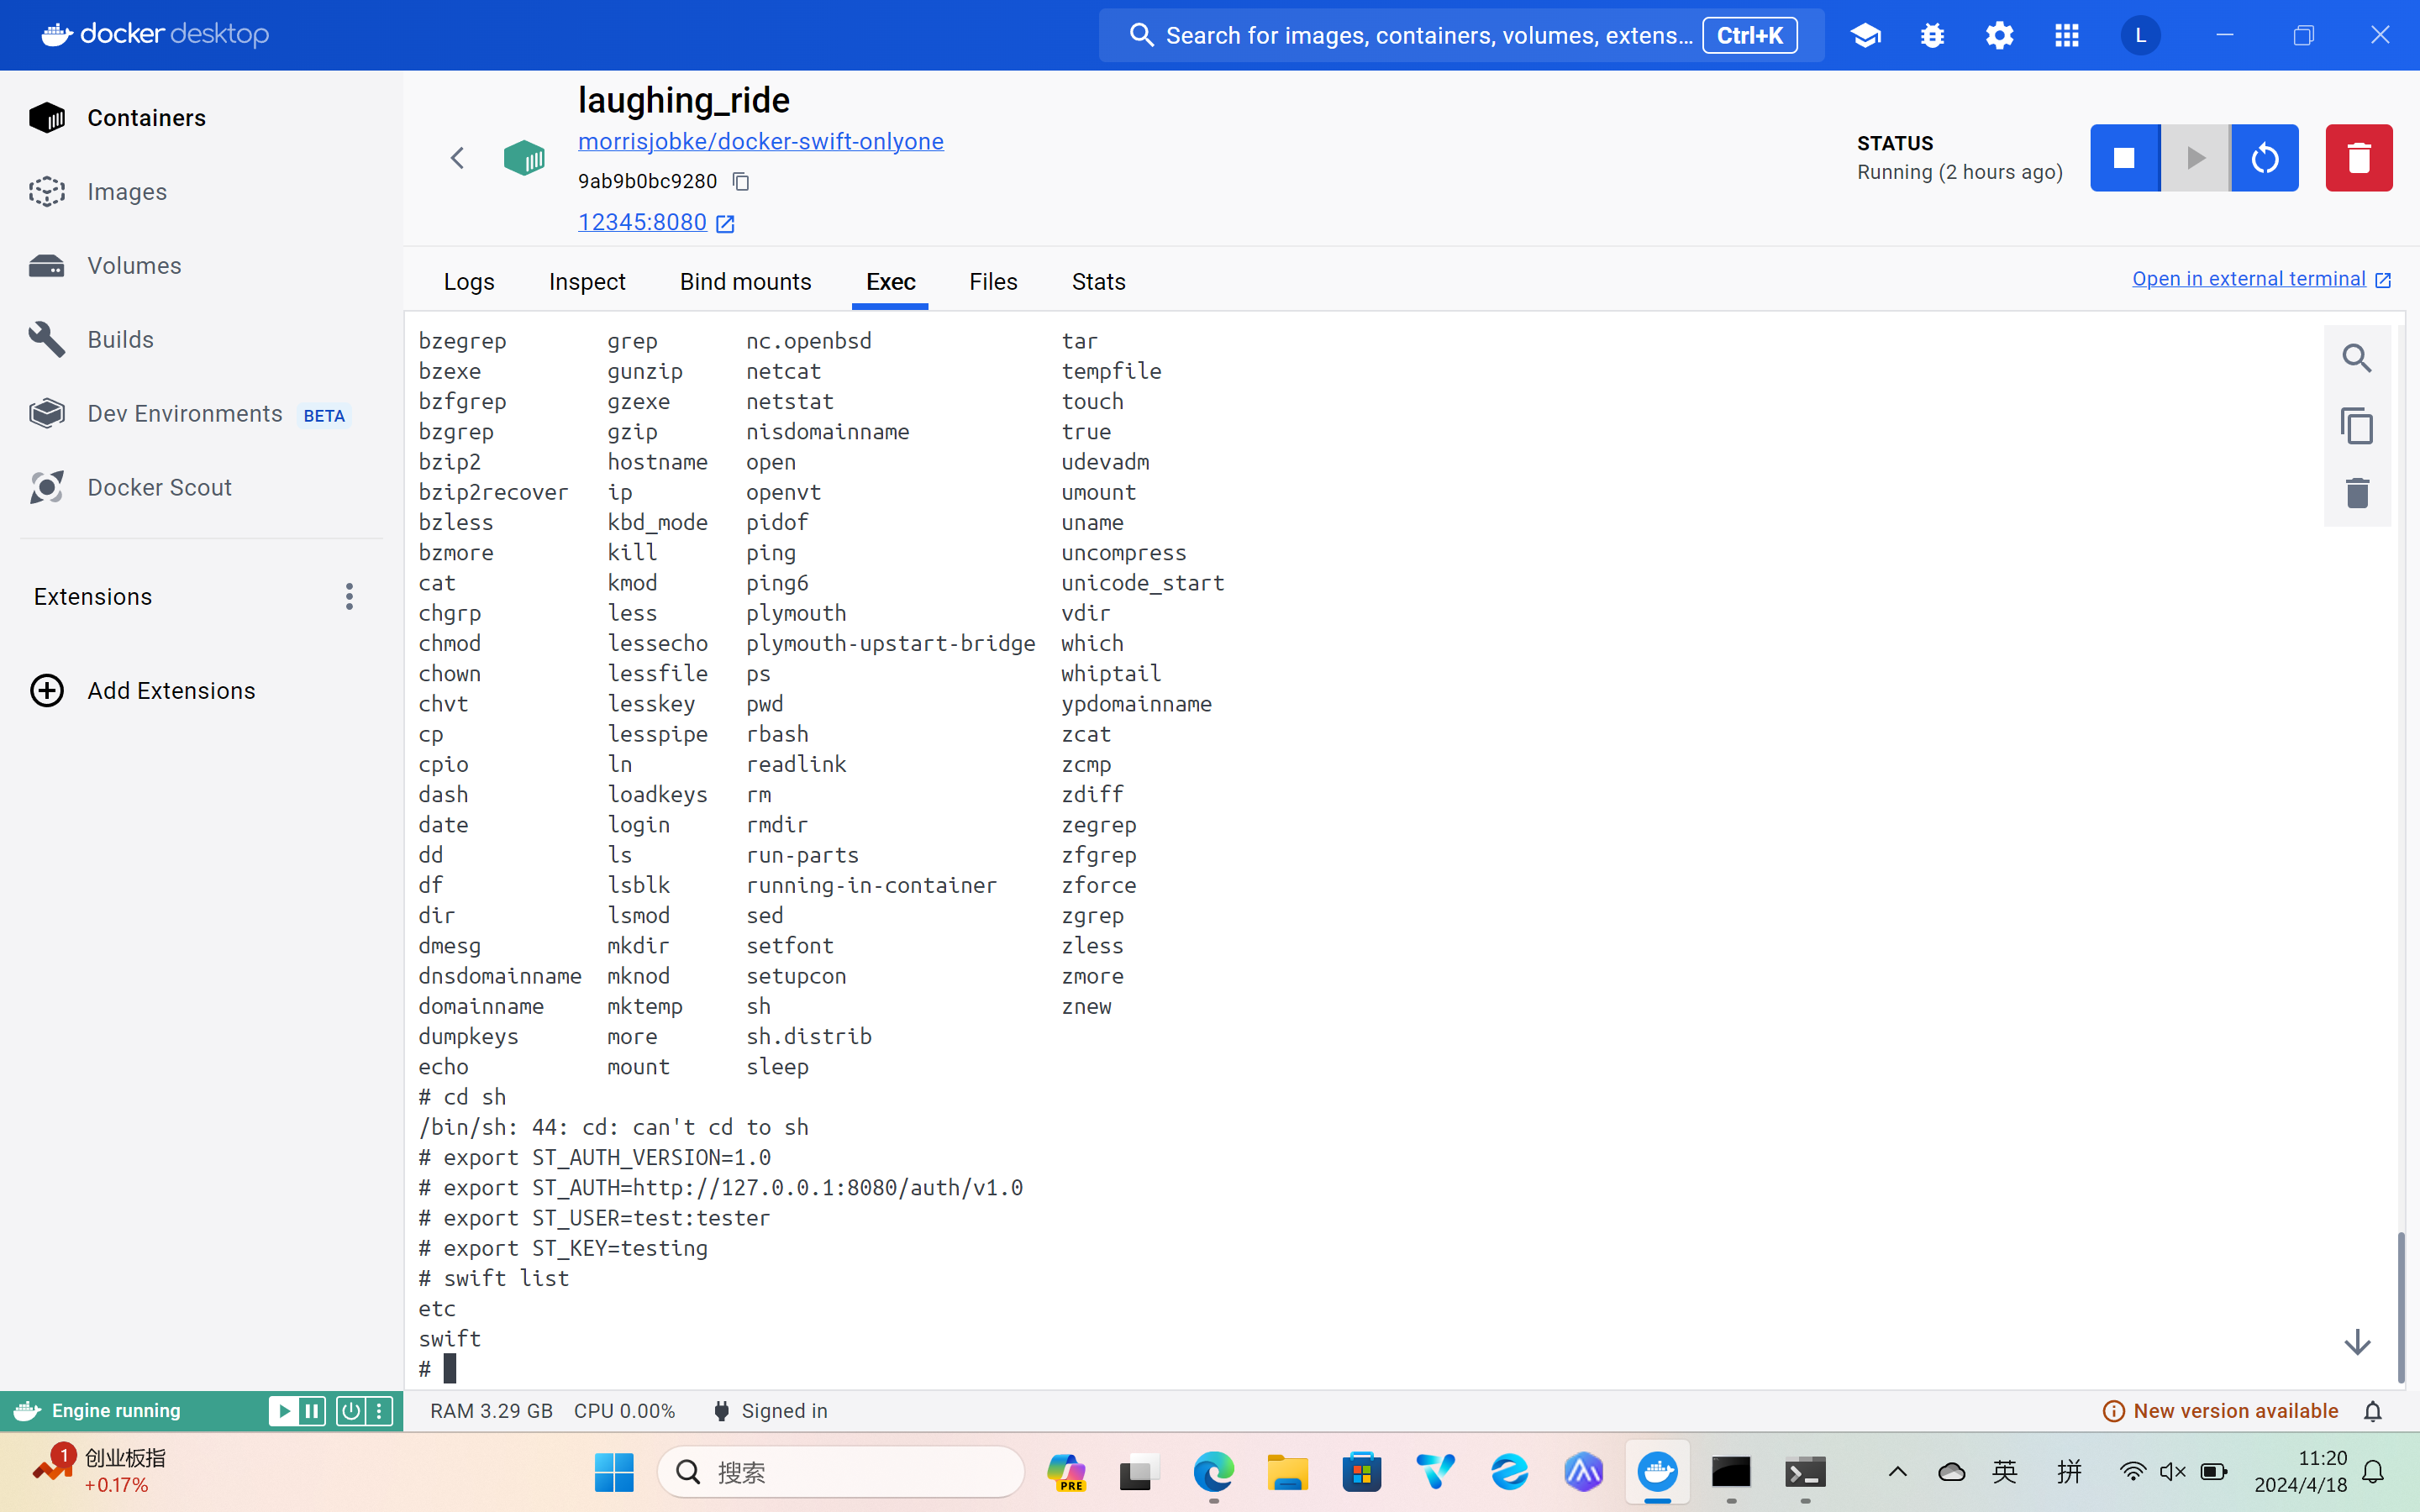 docker desktop
Search for images, containers, volumes, extens...
Ctrl+K
L
Containers
Images
Volumes
Builds
Dev Environments BETA
Docker Scout
Extensions
Add Extensions
laughing_ride
morrisjobke/docker-swift-onlyone
9ab9b0bc9280
12345:8080
STATUS
Running (2 hours ago)
Logs Inspect Bind mounts Exec Files Stats
Open in external terminal
bzegrep grep nc.openbsd tar
bzexe gunzip netcat tempfile
bzfgrep gzexe netstat touch
bzgrep gzip nisdomainname true
bzip2 hostname open udevadm
bzip2recover ip openvt umount
bzless kbd_mode pidof uname
bzmore kill ping uncompress
cat kmod ping6 unicode_start
chgrp less plymouth vdir
chmod lessecho plymouth-upstart-bridge which
chown lessfile ps whiptail
chvt lesskey pwd ypdomainname
cp lesspipe rbash zcat
cpio ln readlink zcmp
dash loadkeys rm zdiff
date login rmdir zegrep
dd ls run-parts zfgrep
df lsblk running-in-container zforce
dir lsmod sed zgrep
dmesg mkdir setfont zless
dnsdomainname mknod setupcon zmore
domainname mktemp sh znew
dumpkeys more sh.distrib
echo mount sleep
# cd sh
/bin/sh: 44: cd: can't cd to sh
# export ST_AUTH_VERSION=1.0
# export ST_AUTH=http://127.0.0.1:8080/auth/v1.0
# export ST_USER=test:tester
# export ST_KEY=testing
# swift list
etc
swift
#
Engine running
RAM 3.29 GB CPU 0.00% Signed in
New version available
1
创业板指
+0.17%
搜索
PRE
英
拼
11:20
2024/4/18